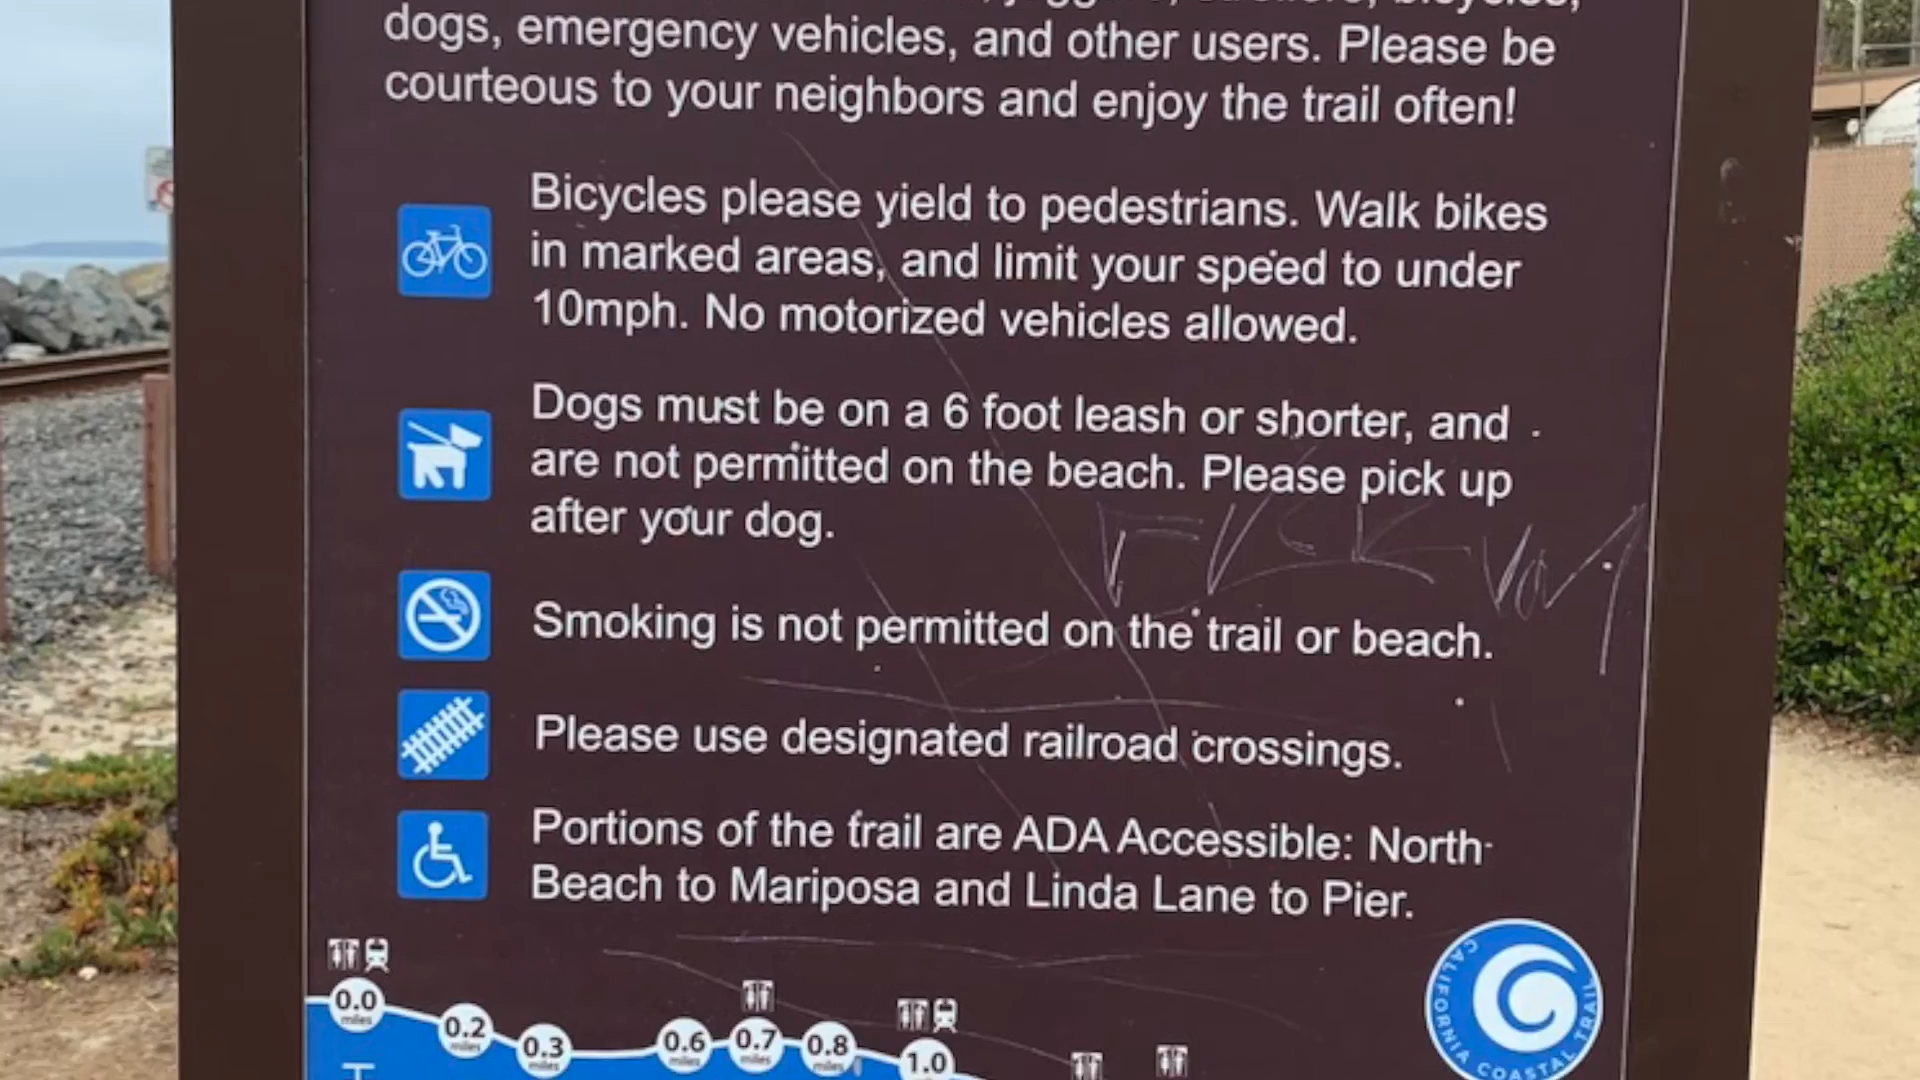 dogs, emergency vehicles, and other users. Please be
courteous to your neighbors and enjoy the trail often!
Bicycles please yield to pedestrians. Walk bikes
in marked areas, and limit your speed to under
10mph. No motorized vehicles allowed.
Dogs must be on a 6 foot leash or shorter, and
are not permitted on the beach. Please pick up
after your dog.
FUCK YOU
Smoking is not permitted on the trail or beach.
Please use designated railroad crossings.
Portions of the trail are ADA Accessible: North
Beach to Mariposa and Linda Lane to Pier.
CALIFORNIA COASTAL TRAIL
0.0 miles
0.2 miles
0.3 miles
0.6 miles
0.7 miles
0.8 miles
1.0